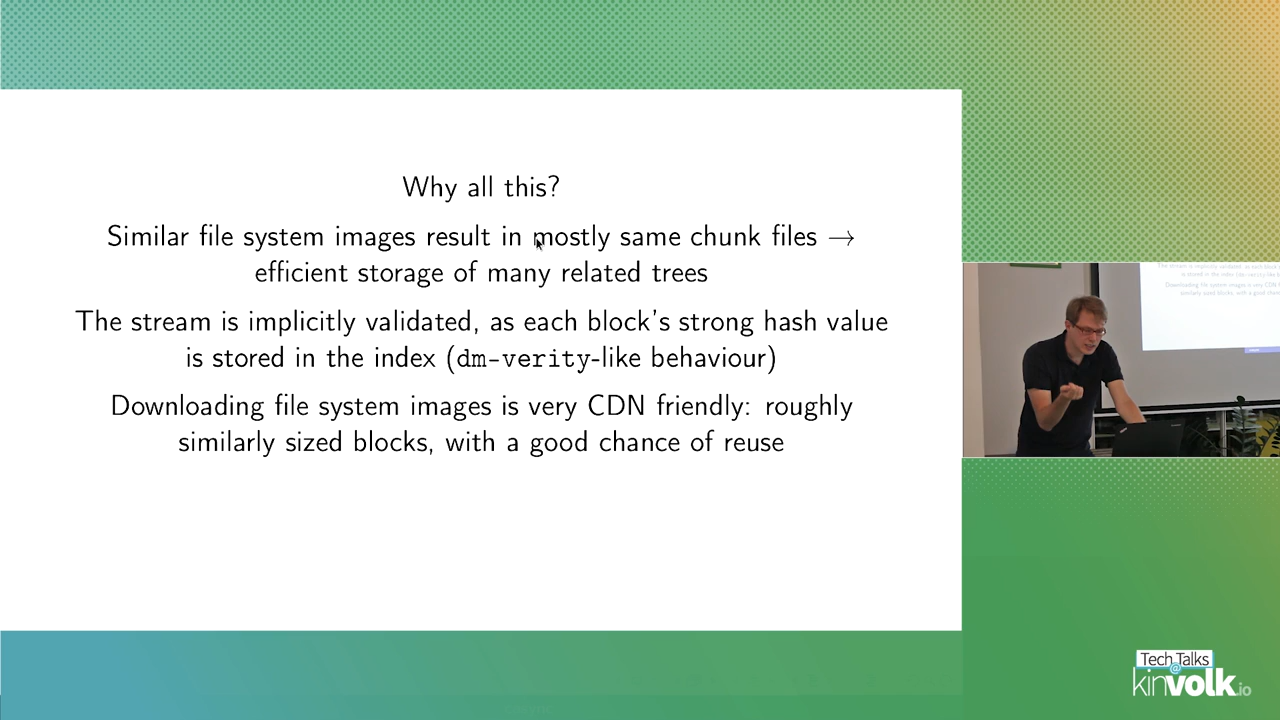 Why all this?
Similar file system images result in mostly same chunk files →
efficient storage of many related trees
The stream is implicitly validated, as each block's strong hash value
is stored in the index (dm-verity-like behaviour)
Downloading file system images is very CDN friendly: roughly
similarly sized blocks, with a good chance of reuse
Tech Talks
@
kinvolk.io